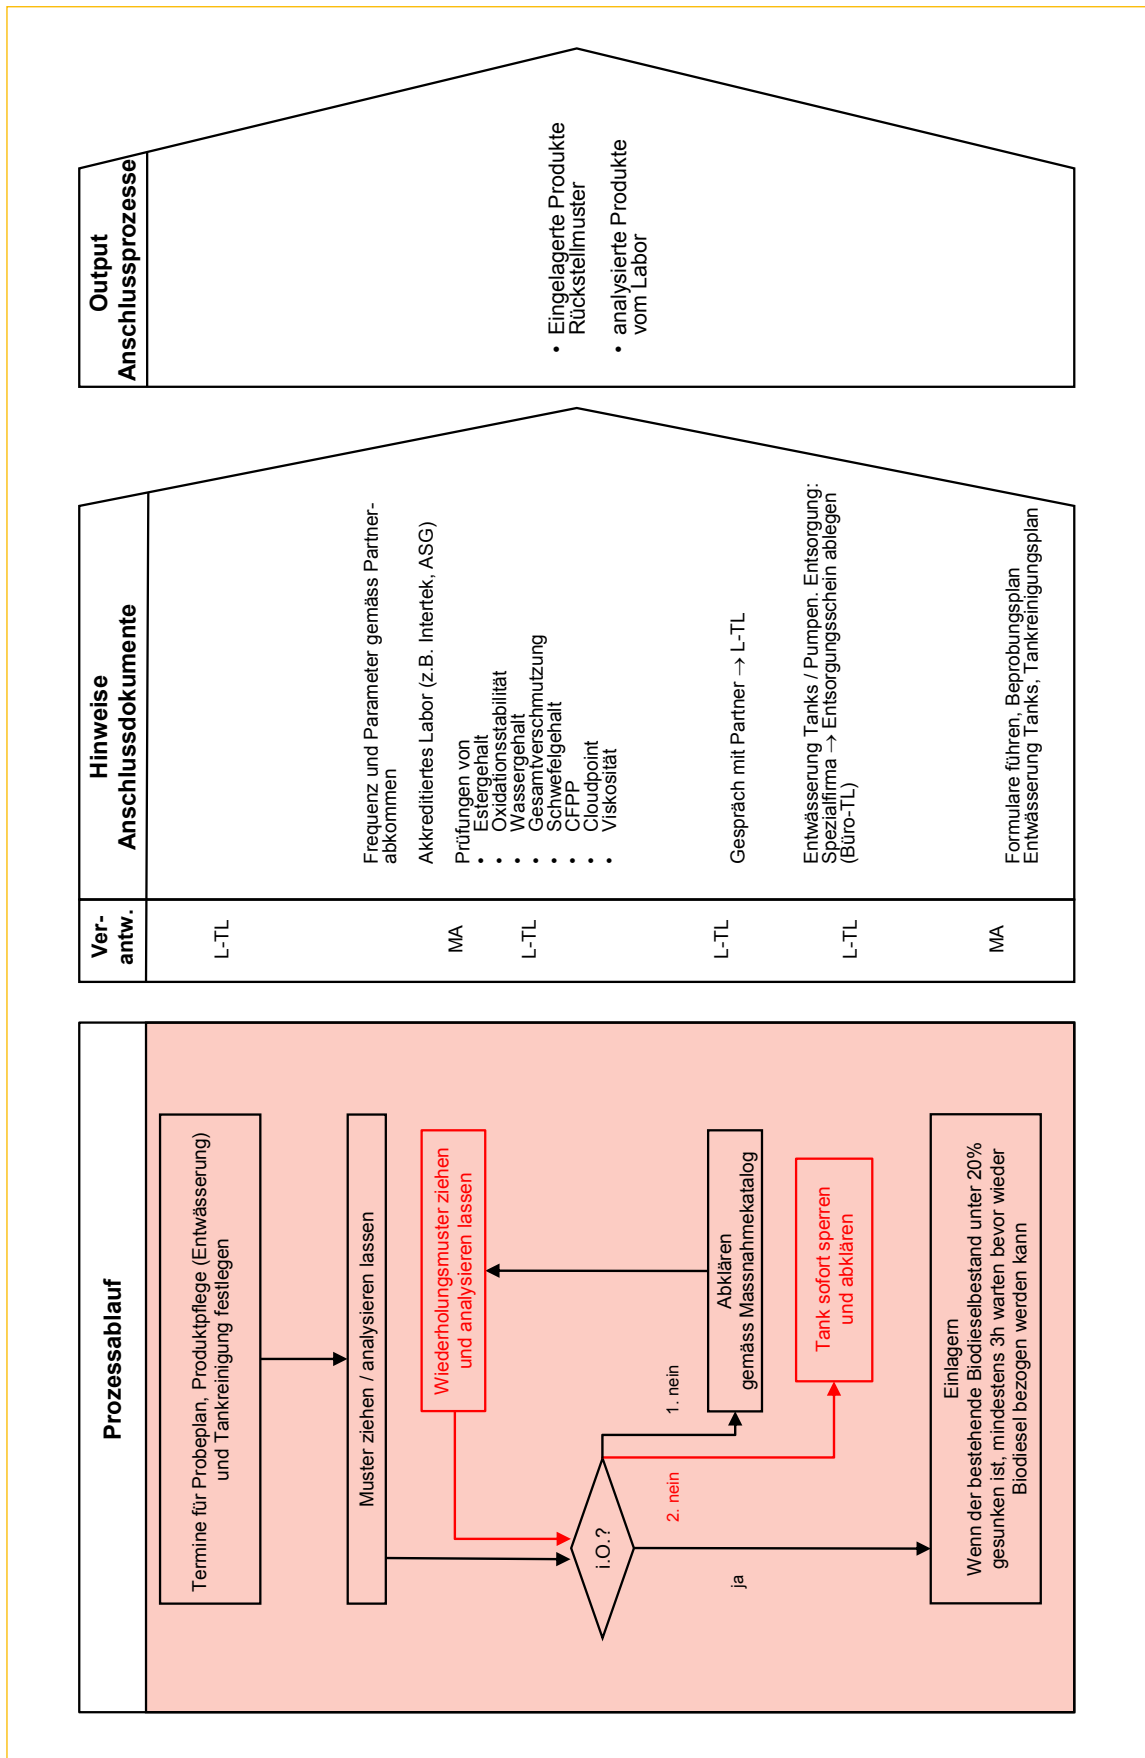 Prozessablauf
Termine für Probeplan, Produktpflege (Entwässerung)
und Tankreinigung festlegen
Muster ziehen / analysieren lassen
Wiederholungsmuster ziehen
und analysieren lassen
i.O.?
1. nein
2. nein
ja
Abklären
gemäss Massnahmekatalog
Tank sofort sperren
und abklären
Einlagern
Wenn der bestehende Biodieselbestand unter 20%
gesunken ist, mindestens 3h warten bevor wieder
Biodiesel bezogen werden kann
Ver-
antw.
L-TL
MA
L-TL
L-TL
L-TL
MA
Hinweise
Anschlussdokumente
Frequenz und Parameter gemäss Partner-
abkommen
Akkreditiertes Labor (z.B. Intertek, ASG)
Prüfungen von
• Estergehalt
• Oxidationsstabilität
• Wassergehalt
• Gesamtverschmutzung
• Schwefelgehalt
• CFPP
• Cloudpoint
• Viskosität
Gespräch mit Partner → L-TL
Entwässerung Tanks / Pumpen. Entsorgung:
Spezialfirma → Entsorgungsschein ablegen
(Büro-TL)
Formulare führen, Beprobungsplan
Entwässerung Tanks, Tankreinigungsplan
Output
Anschlussprozesse
• Eingelagerte Produkte
Rückstellmuster
• analysierte Produkte
vom Labor